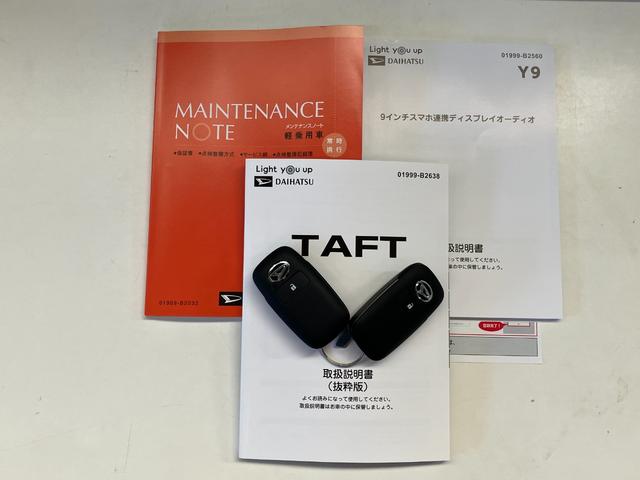 MAINTENANCE
NOTE
メンテナンスノート
軽乗用車
常時
携行
●保証書 ●点検整備方式 ●サービス網 ●点検整備記録簿
01999-B2032
Light you up
DAIHATSU
01999-B2560
Y9
9インチスマホ連携ディスプレイオーディオ
扱説明書
Light you up
DAIHATSU
01999-B2638
TAFT
取扱説明書
（抜粋版）
よくお読みになって使用してください。
取扱説明書はお車の中に保管しましょう。